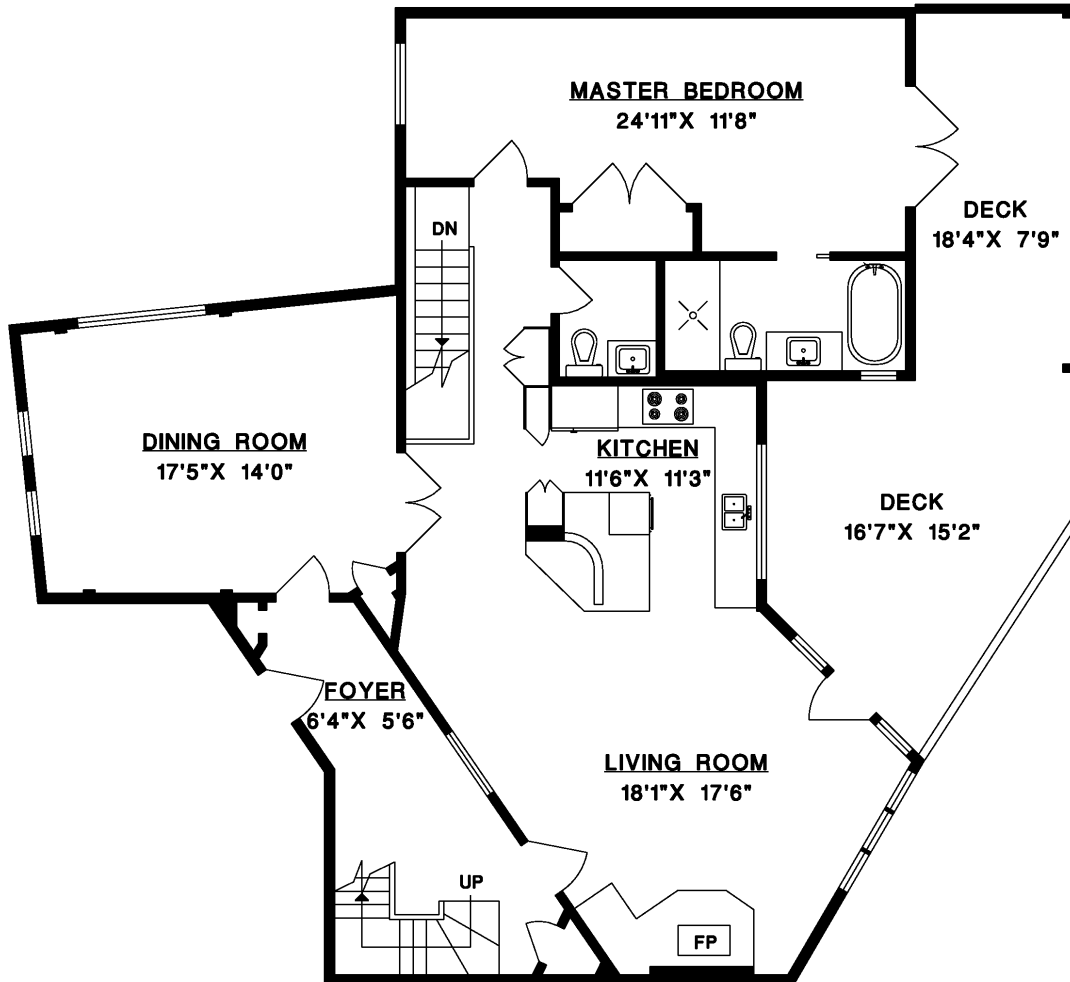 MASTER BEDROOM
24'11"X 11'8"
DECK
18'4"X 7'9"
DN
DINING ROOM
17'5"X 14'0"
KITCHEN
11'6"X 11'3"
DECK
16'7"X 15'2"
FOYER
6'4"X 5'6"
LIVING ROOM
18'1"X 17'6"
UP
FP